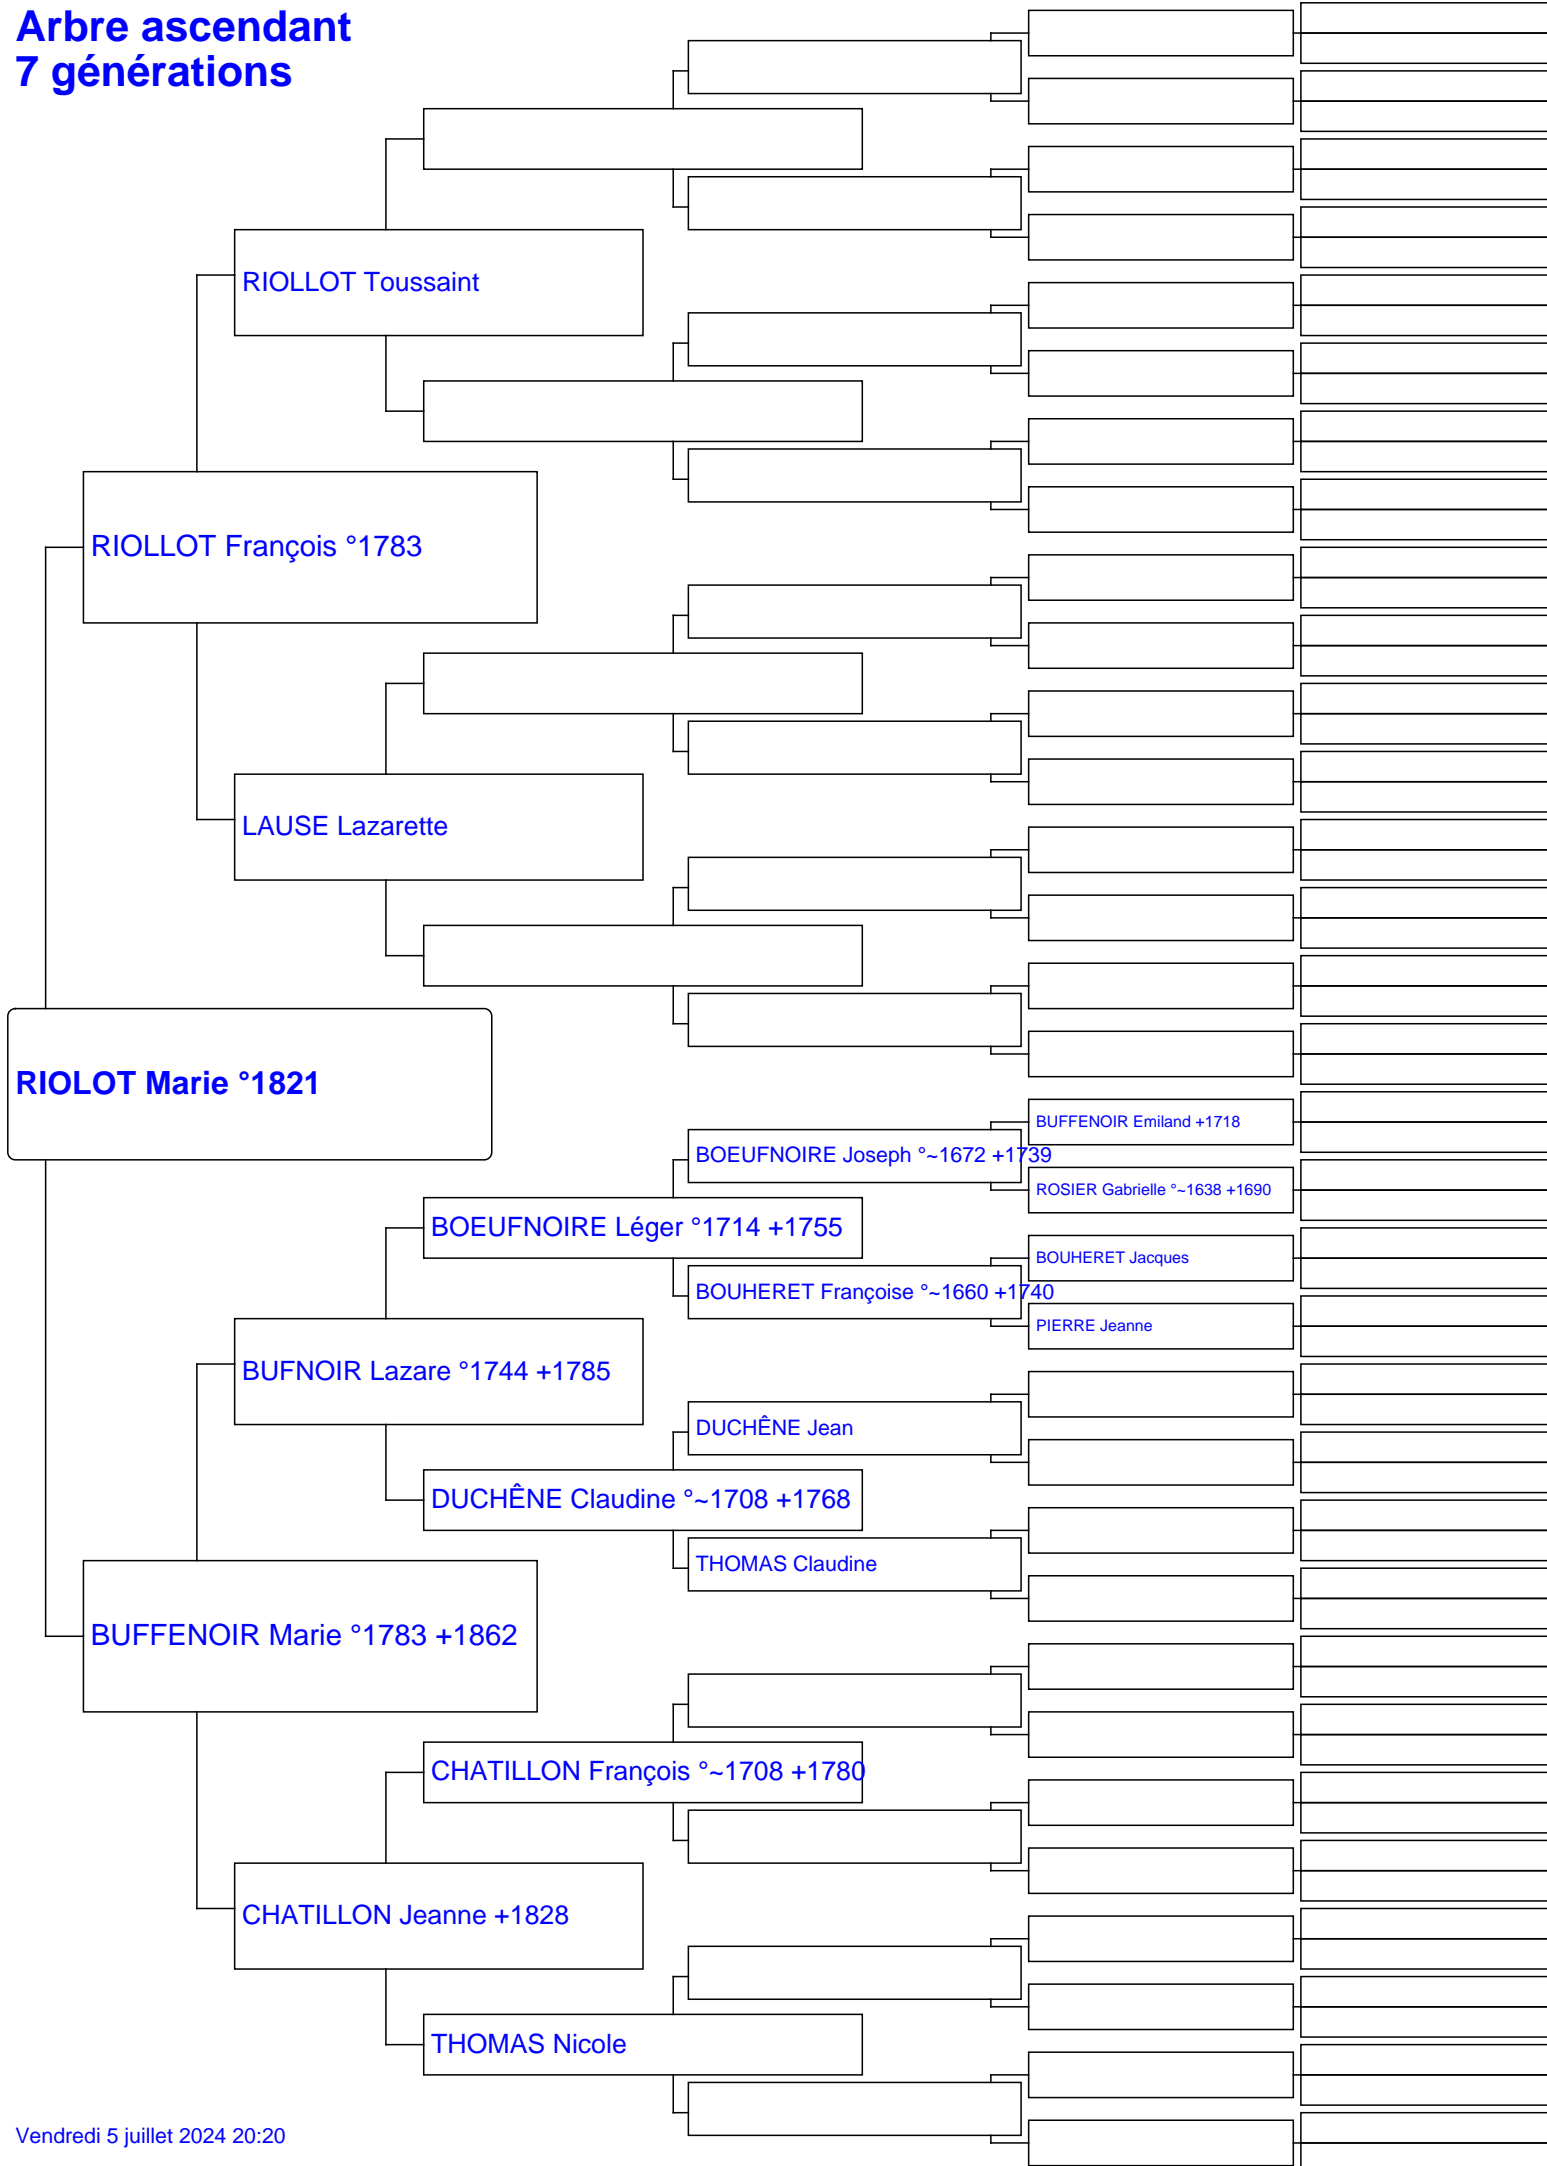 Arbre ascendant
7 générations
RIOLLOT Toussaint
RIOLLOT François °1783
LAUSE Lazarette
RIOLOT Marie °1821
BUFFENOIR Emiland +1718
BOEUFNOIRE Joseph °~1672 +1739
ROSIER Gabrielle °~1638 +1690
BOEUFNOIRE Léger °1714 +1755
BOUHERET Jacques
BOUHERET Françoise °~1660 +1740
PIERRE Jeanne
BUFNOIR Lazare °1744 +1785
DUCHÊNE Jean
DUCHÊNE Claudine °~1708 +1768
THOMAS Claudine
BUFFENOIR Marie °1783 +1862
CHATILLON François °~1708 +1780
CHATILLON Jeanne +1828
THOMAS Nicole
Vendredi 5 juillet 2024 20:20